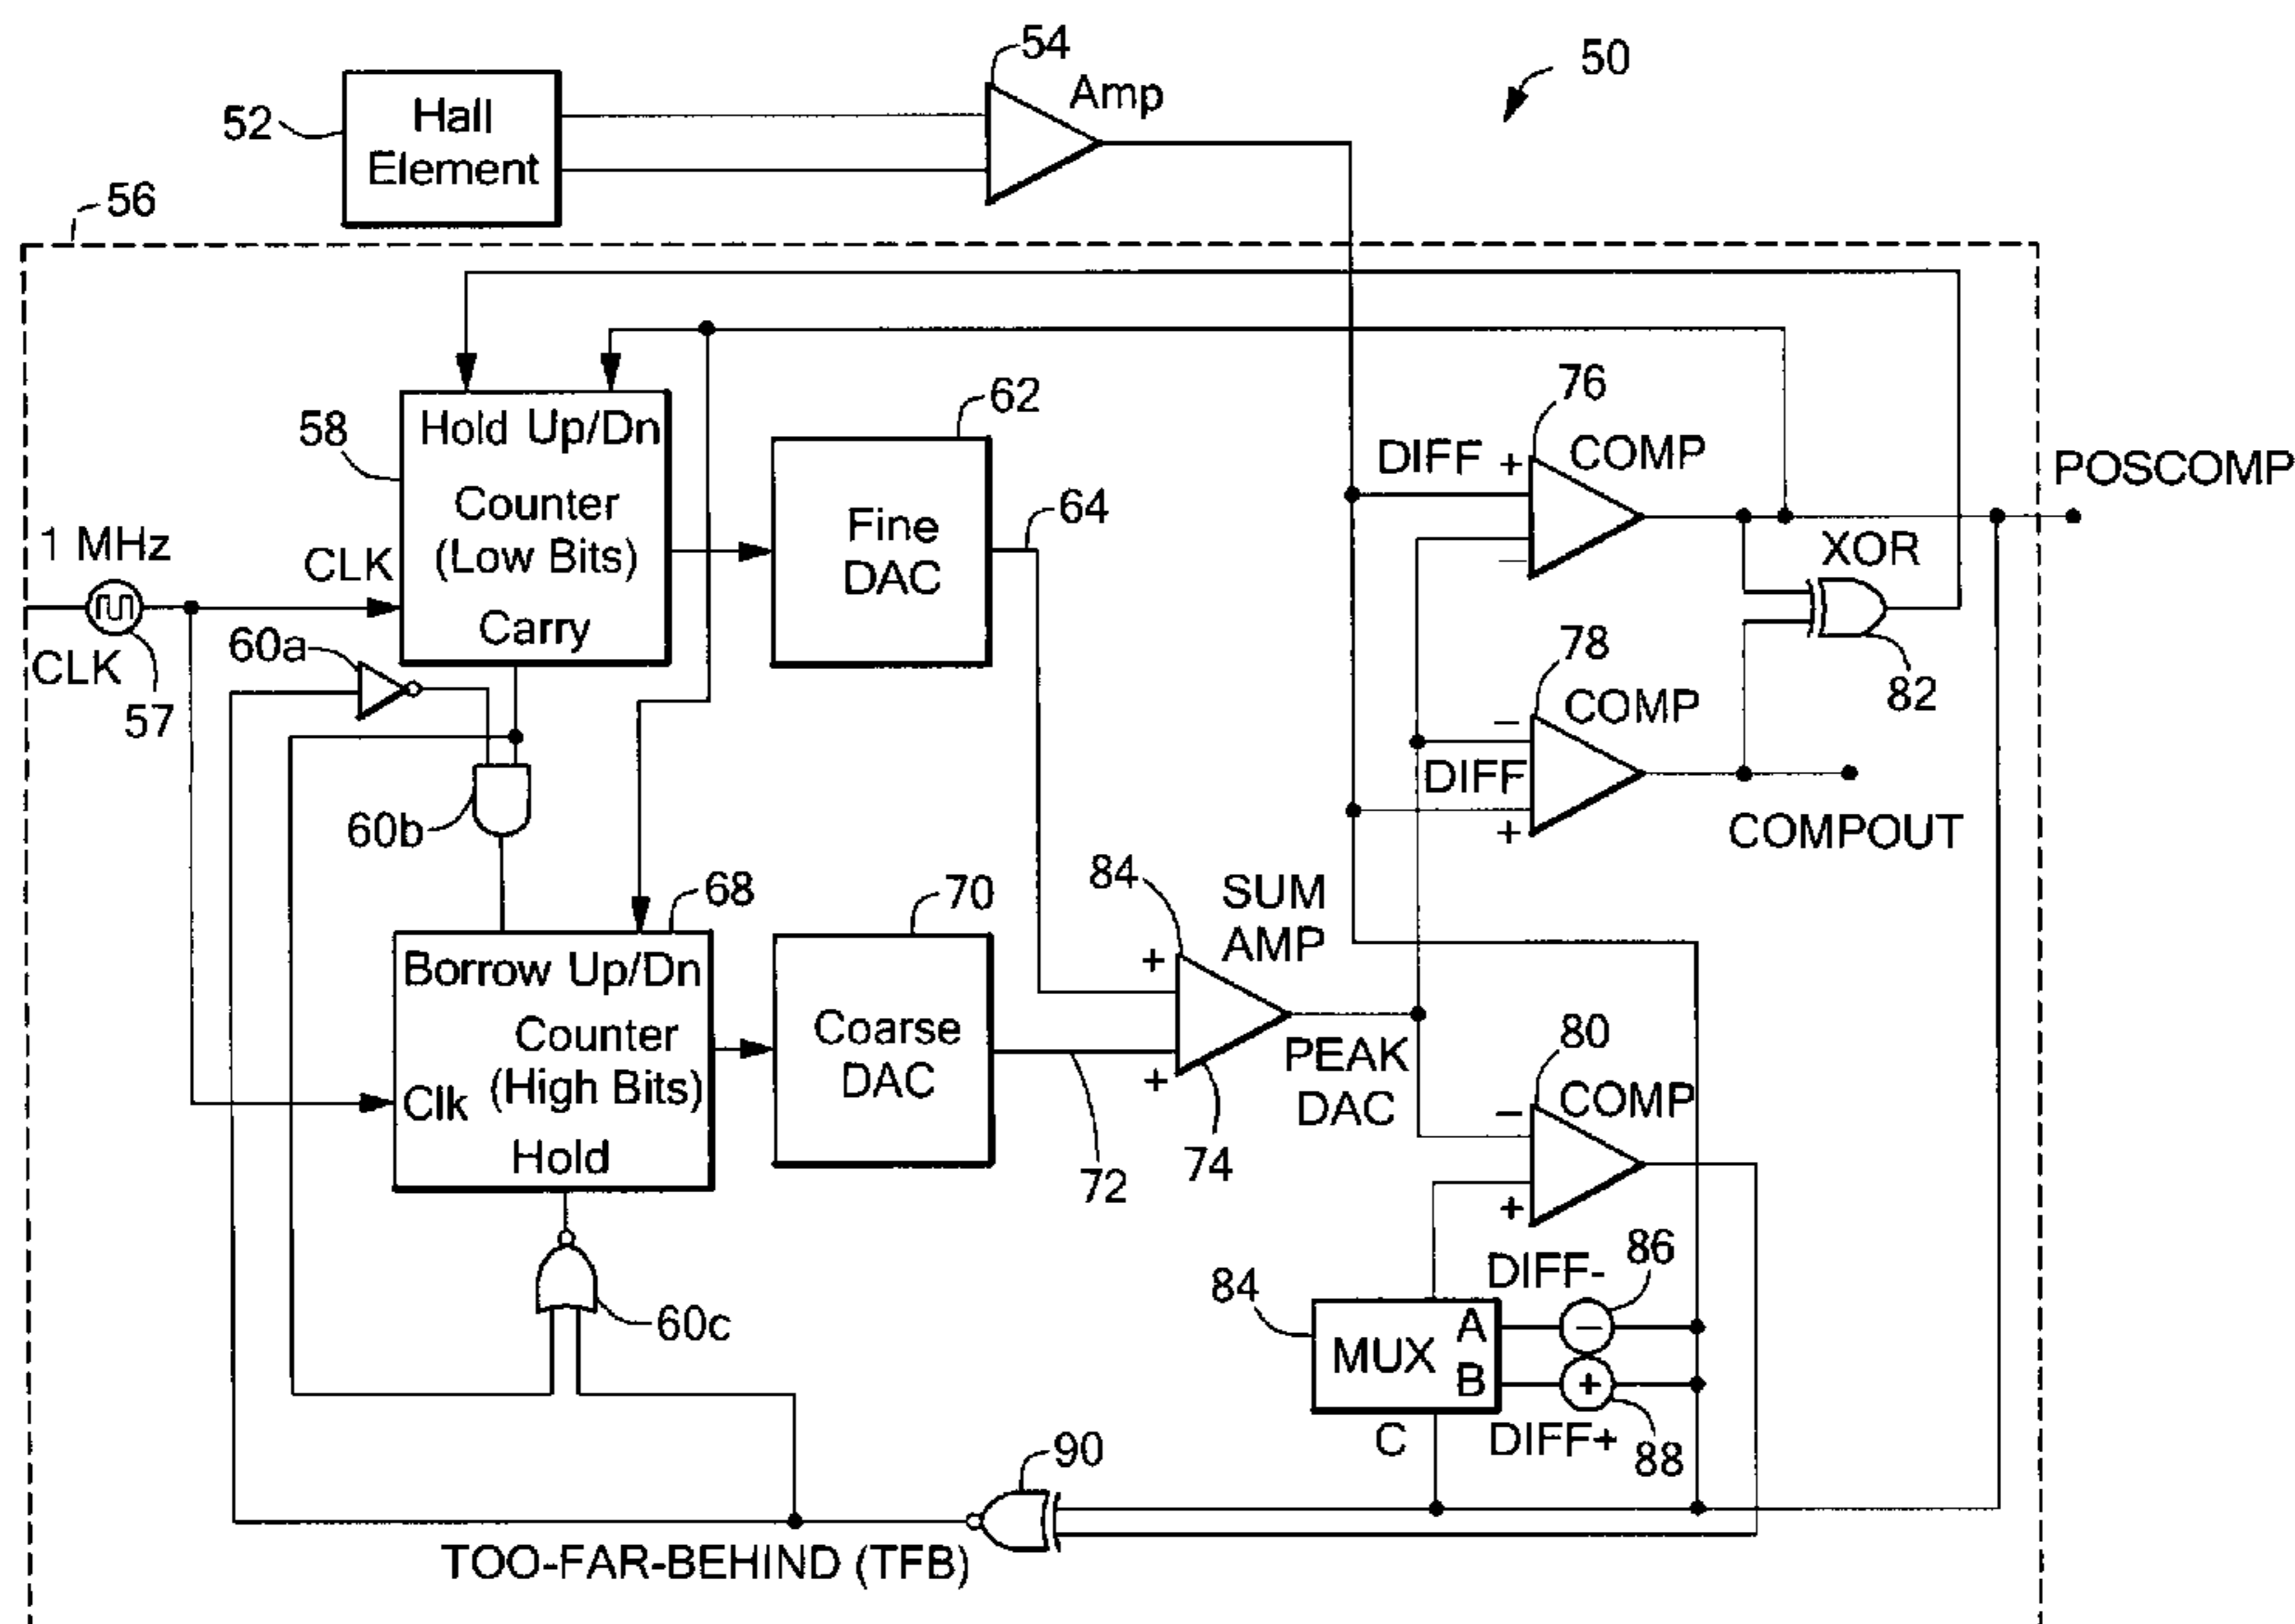 54
Amp
50
Hall
Element
52
56
76
62
Hold Up/Dn
58
DIFF
+
COMP
POSCOMP
Counter
(Low Bits)
64
Fine
DAC
1 MHz
CLK
XOR
−
Carry
60a
78
CLK
57
82
−
COMP
DIFF
60b
+
COMPOUT
84
SUM
AMP
68
70
+
Borrow Up/Dn
Counter
(High Bits)
Clk
Coarse
DAC
80
PEAK
DAC
−
COMP
+
Hold
72
74
+
DIFF-
86
84
60c
MUX
A
−
B
+
C
DIFF+
88
90
TOO-FAR-BEHIND (TFB)